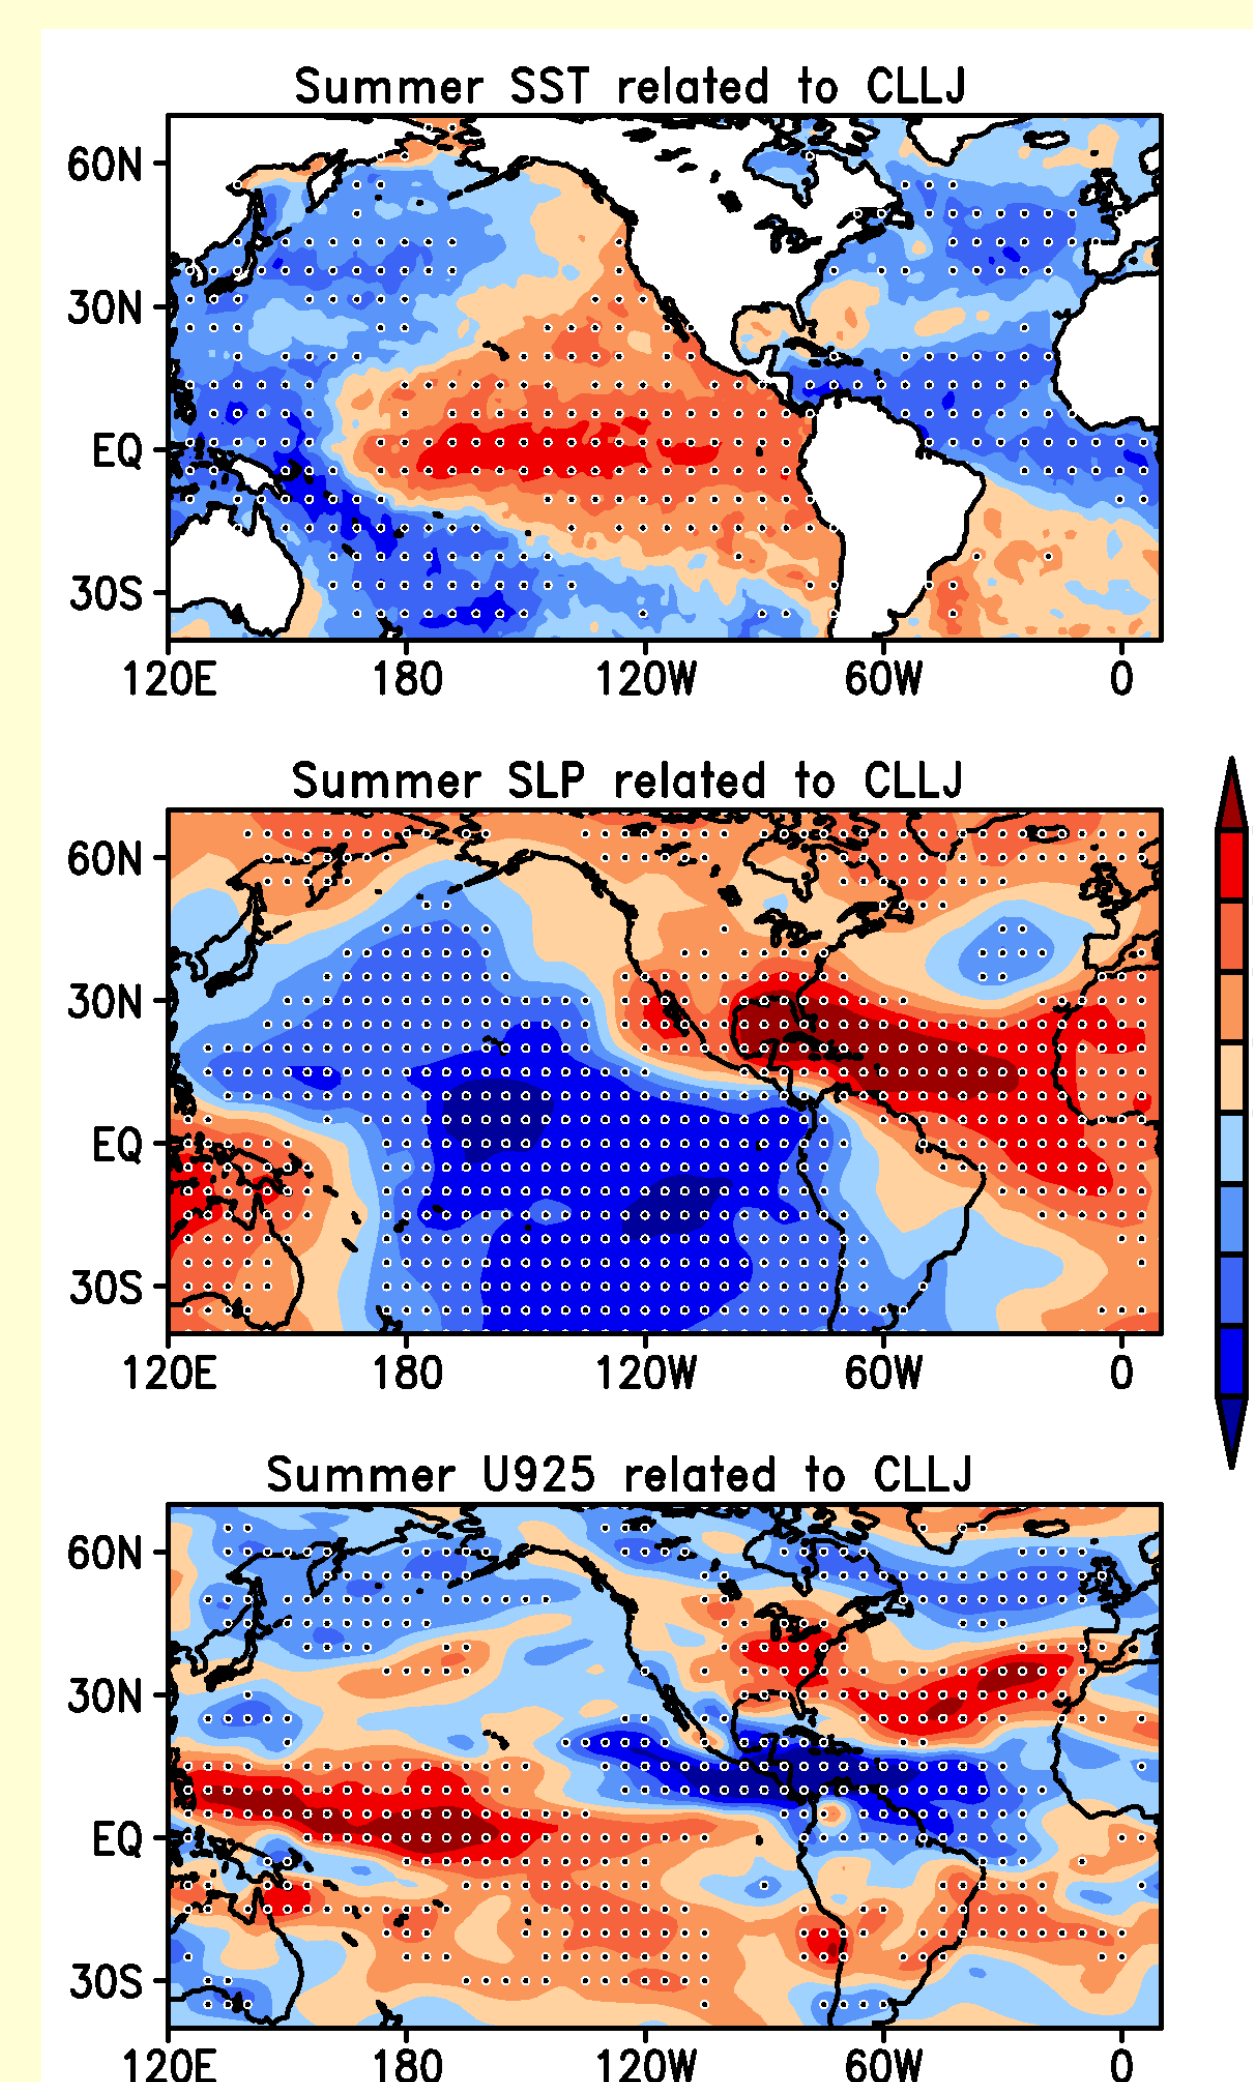 Summer SST related to CLLJ
60N
30N
EQ
30S
120E 180 120W 60W 0
Summer SLP related to CLLJ
60N
30N
EQ
30S
120E 180 120W 60W 0
Summer U925 related to CLLJ
60N
30N
EQ
30S
120E 180 120W 60W 0